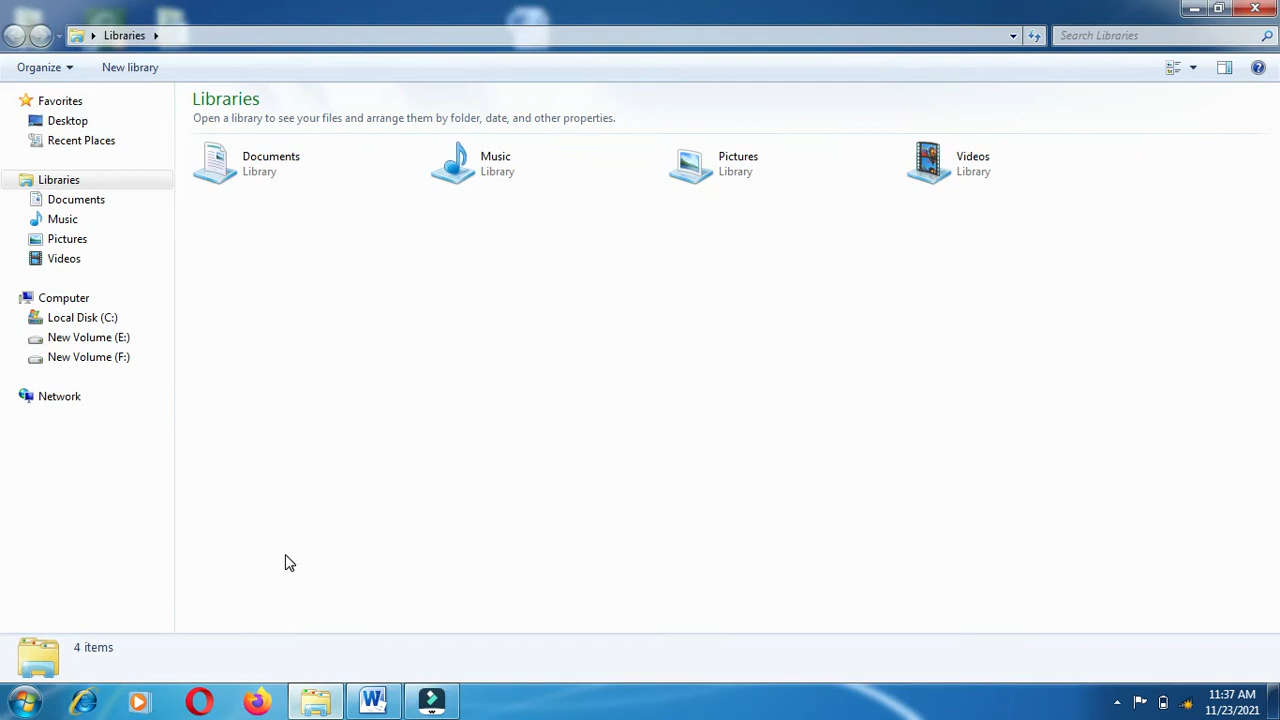 Libraries
Search Libraries
Organize
New library
Favorites
Desktop
Recent Places
Libraries
Documents
Music
Pictures
Videos
Computer
Local Disk (C:)
New Volume (E:)
New Volume (F:)
Network
Libraries
Open a library to see your files and arrange them by folder, date, and other properties.
Documents
Library
Music
Library
Pictures
Library
Videos
Library
4 items
11:37 AM
11/23/2021